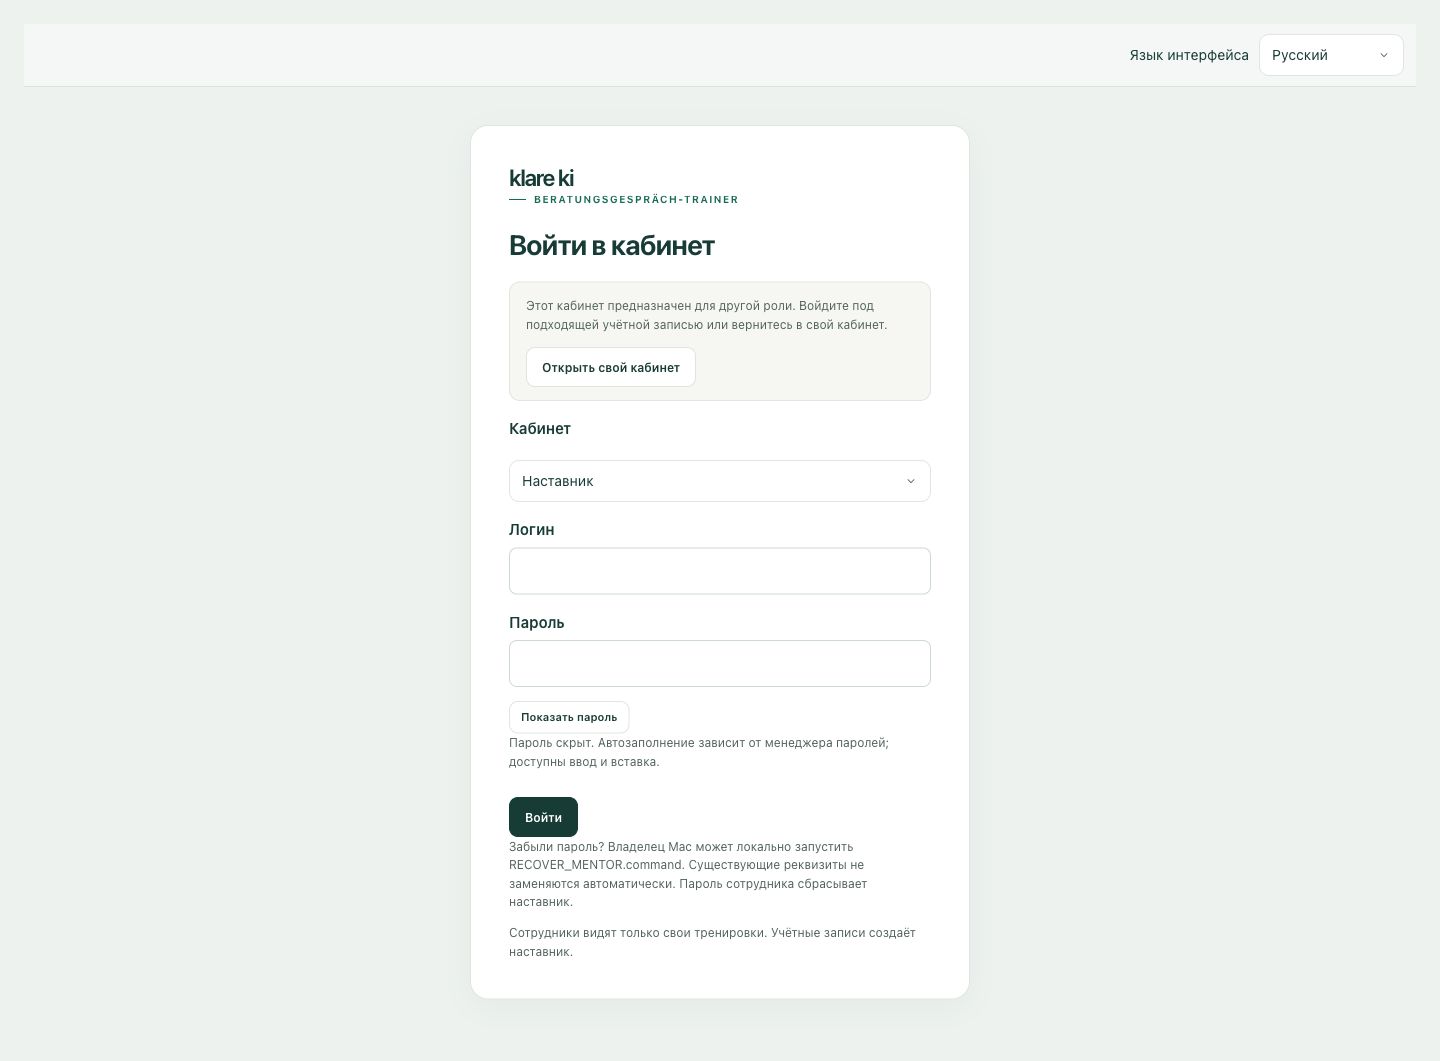 Язык интерфейса
Русский
klare ki
BERATUNGSGESPRÄCH-TRAINER
Войти в кабинет
Этот кабинет предназначен для другой роли. Войдите под
подходящей учётной записью или вернитесь в свой кабинет.
Открыть свой кабинет
Кабинет
Наставник
Логин
Пароль
Показать пароль
Пароль скрыт. Автозаполнение зависит от менеджера паролей;
доступны ввод и вставка.
Войти
Забыли пароль? Владелец Mac может локально запустить
RECOVER_MENTOR.command. Существующие реквизиты не
заменяются автоматически. Пароль сотрудника сбрасывает
наставник.
Сотрудники видят только свои тренировки. Учётные записи создаёт
наставник.